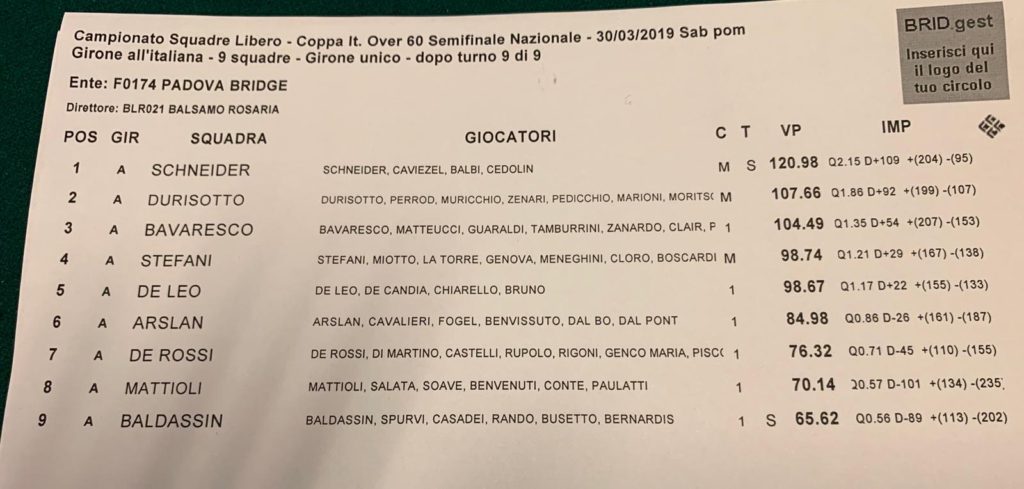 Campionato Squadre Libero - Coppa It. Over 60 Semifinale Nazionale - 30/03/2019 Sab pom
Girone all'italiana - 9 squadre - Girone unico - dopo turno 9 di 9
Ente: F0174 PADOVA BRIDGE
Direttore: BLR021 BALSAMO ROSARIA
BRID.gest
Inserisci qui
il logo del
tuo circolo
POS GIR SQUADRA GIOCATORI C T VP IMP
1 A SCHNEIDER SCHNEIDER, CAVIEZEL, BALBI, CEDOLIN M S 120.98 Q2.15 D+109 +(204) -(95)
2 A DURISOTTO DURISOTTO, PERROD, MURICCHIO, ZENARI, PEDICCHIO, MARIONI, MORITSC M 107.66 Q1.86 D+92 +(199) -(107)
3 A BAVARESCO BAVARESCO, MATTEUCCI, GUARALDI, TAMBURRINI, ZANARDO, CLAIR, P 1 104.49 Q1.35 D+54 +(207) -(153)
4 A STEFANI STEFANI, MIOTTO, LA TORRE, GENOVA, MENEGHINI, CLORO, BOSCARDI M 98.74 Q1.21 D+29 +(167) -(138)
5 A DE LEO DE LEO, DE CANDIA, CHIARELLO, BRUNO 1 98.67 Q1.17 D+22 +(155) -(133)
6 A ARSLAN ARSLAN, CAVALIERI, FOGEL, BENVISSUTO, DAL BO, DAL PONT 1 84.98 Q0.86 D-26 +(161) -(187)
7 A DE ROSSI DE ROSSI, DI MARTINO, CASTELLI, RUPOLO, RIGONI, GENCO MARIA, PISCO 1 76.32 Q0.71 D-45 +(110) -(155)
8 A MATTIOLI MATTIOLI, SALATA, SOAVE, BENVENUTI, CONTE, PAULATTI 1 70.14 Q0.57 D-101 +(134) -(235)
9 A BALDASSIN BALDASSIN, SPURVI, CASADEI, RANDO, BUSETTO, BERNARDIS 1 S 65.62 Q0.56 D-89 +(113) -(202)